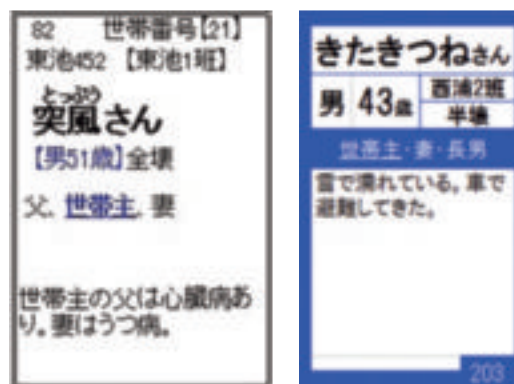 82 世帯番号【21】
東池452 【東池1班】
とっぷう
突風さん
【男51歳】全壊
父、世帯主、妻
世帯主の父は心臓病あ
り。妻はうつ病。
きたきつねさん
男 43歳 西浦2班
半壊
世帯主・妻・長男
雪で濡れている。車で
避難してきた。
203